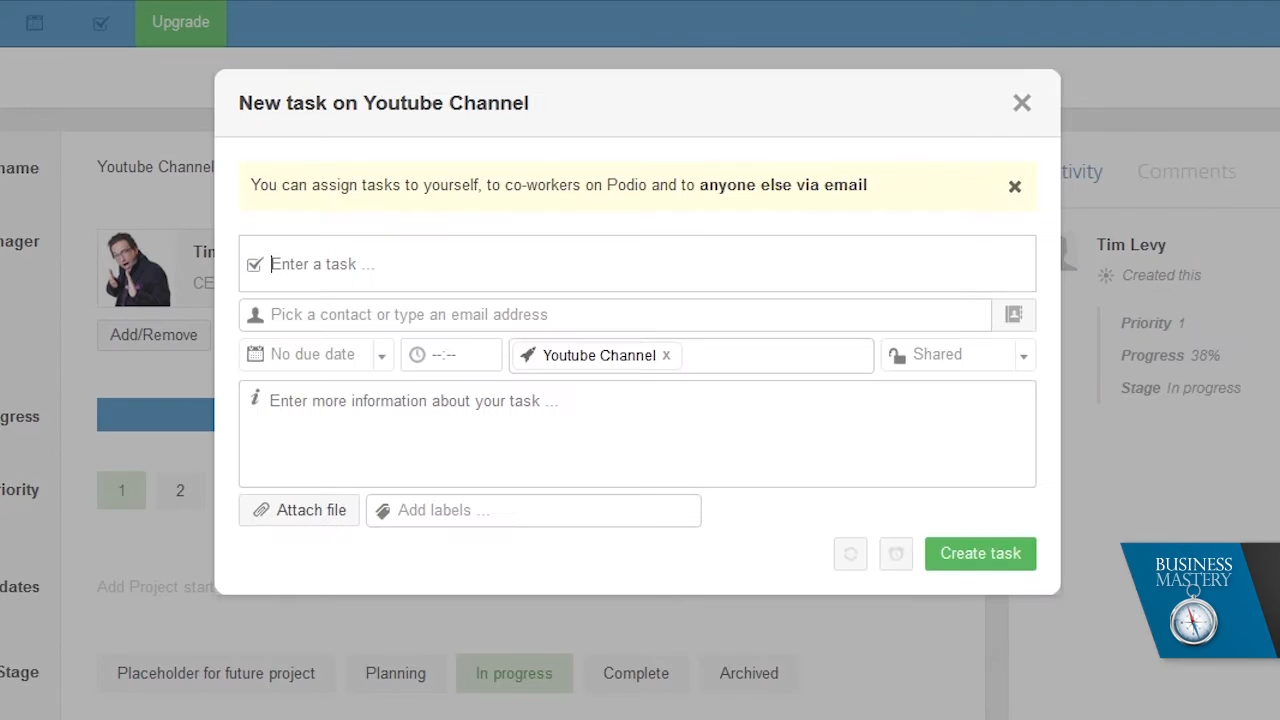 Upgrade
New task on Youtube Channel
You can assign tasks to yourself, to co-workers on Podio and to anyone else via email
Enter a task ...
Pick a contact or type an email address
No due date
--:--
Youtube Channel x
Shared
Enter more information about your task ...
Attach file
Add labels ...
Create task
name
Youtube Channel
nager
Tim
CE
Add/Remove
gress
iority
1
2
dates
Add Project start
Stage
Placeholder for future project
Planning
In progress
Complete
Archived
tivity
Comments
Tim Levy
Created this
Priority 1
Progress 38%
Stage In progress
BUSINESS
MASTERY